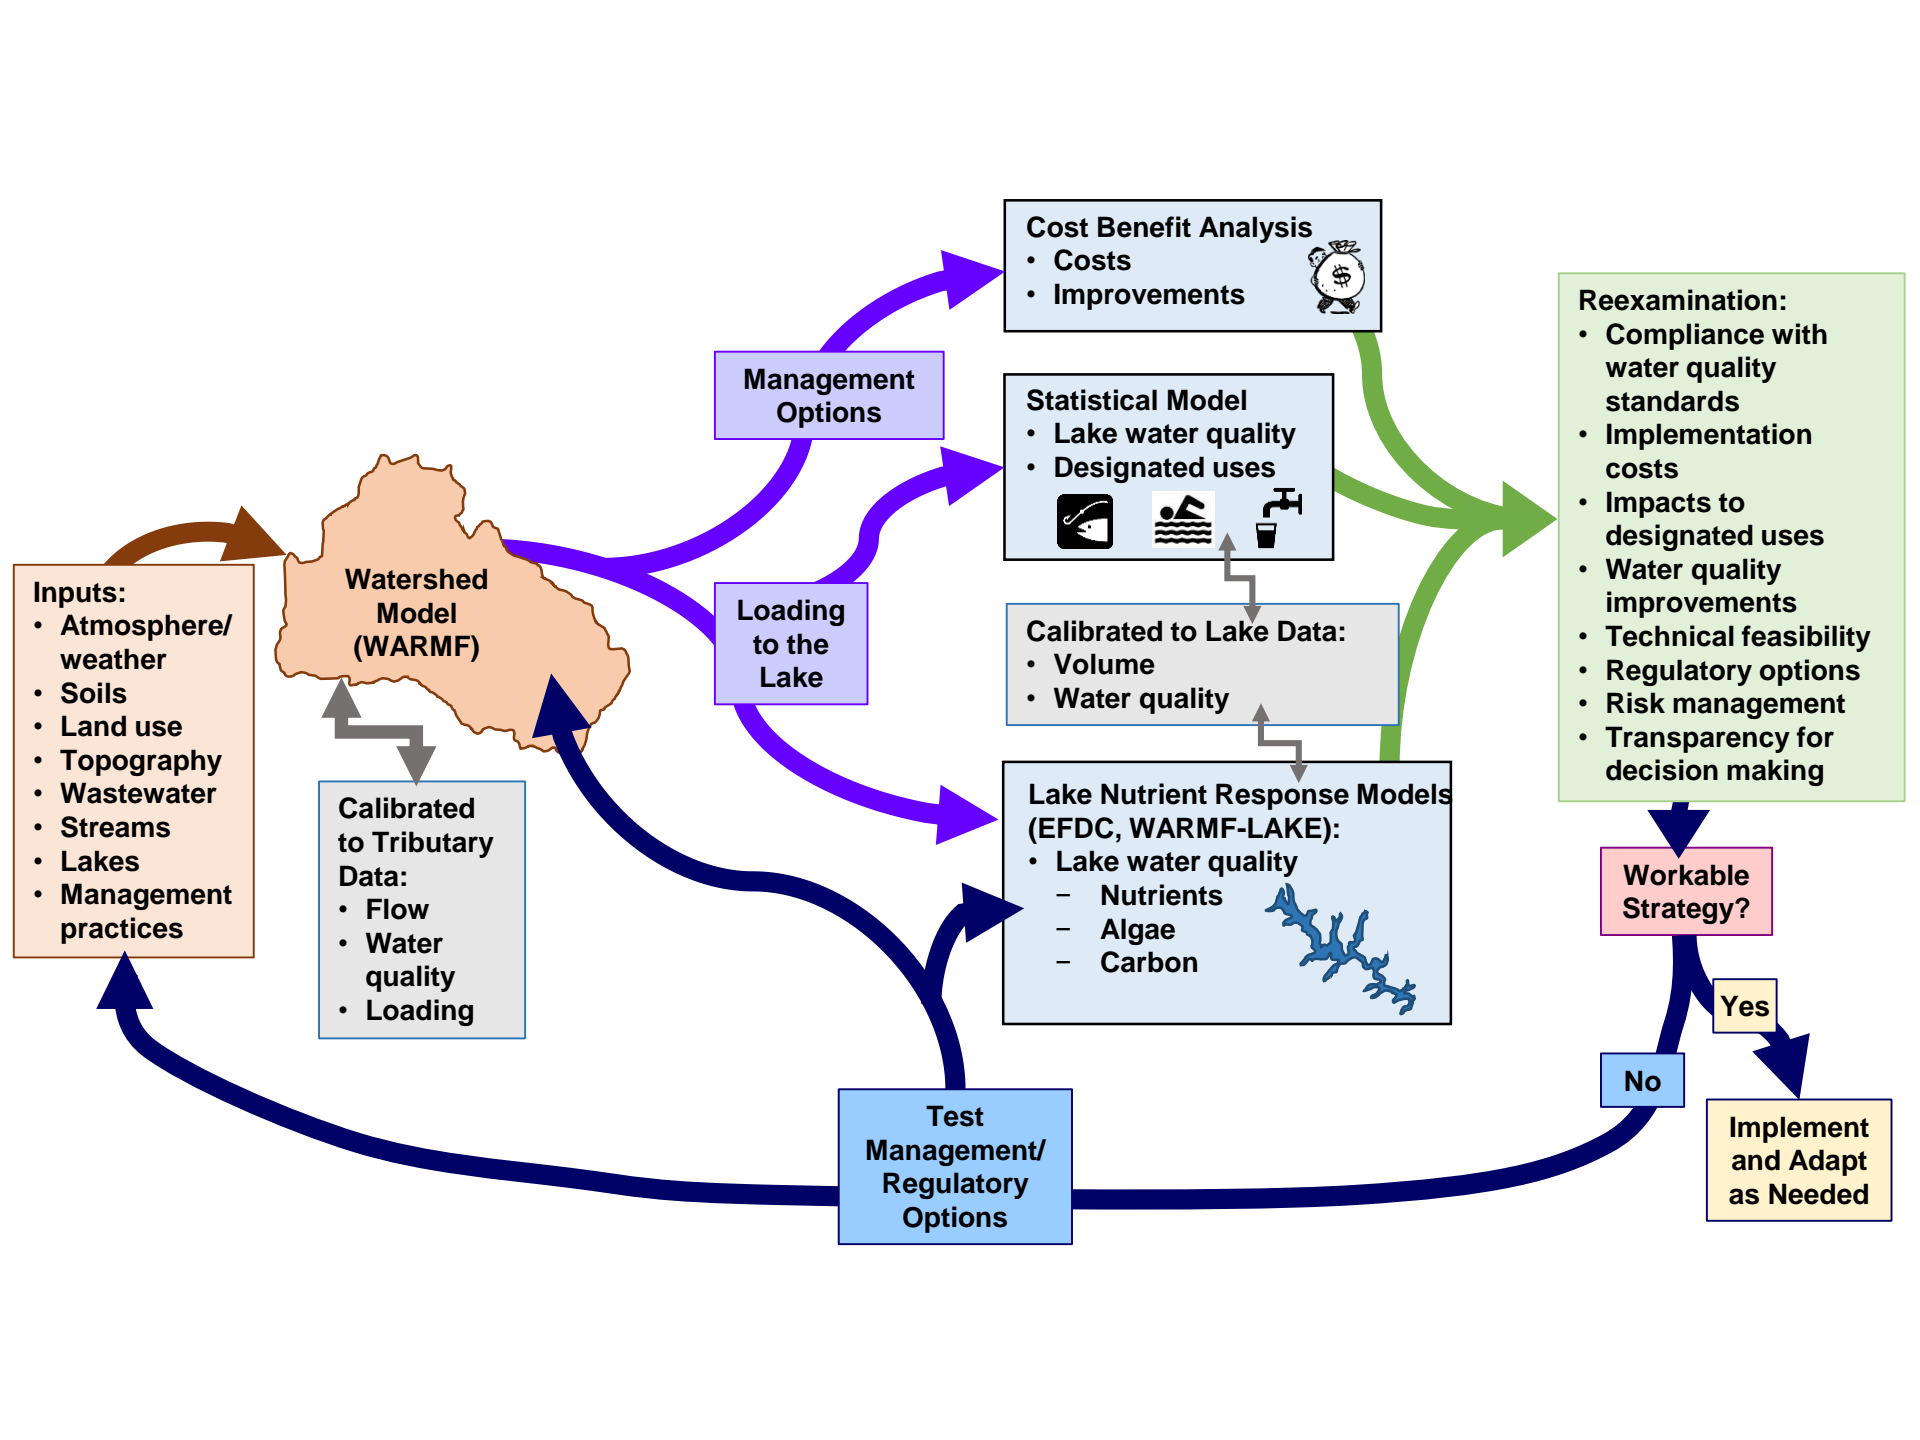 Cost Benefit Analysis
• Costs
• Improvements
$
Management
Options
Statistical Model
• Lake water quality
• Designated uses
Reexamination:
• Compliance with
water quality
standards
• Implementation
costs
• Impacts to
designated uses
• Water quality
improvements
• Technical feasibility
• Regulatory options
• Risk management
• Transparency for
decision making
Inputs:
• Atmosphere/
weather
• Soils
• Land use
• Topography
• Wastewater
• Streams
• Lakes
• Management
practices
Watershed
Model
(WARMF)
Loading
to the
Lake
Calibrated to Lake Data:
• Volume
• Water quality
Calibrated
to Tributary
Data:
• Flow
• Water
quality
• Loading
Lake Nutrient Response Models
(EFDC, WARMF-LAKE):
• Lake water quality
– Nutrients
– Algae
– Carbon
Workable
Strategy?
Yes
No
Test
Management/
Regulatory
Options
Implement
and Adapt
as Needed